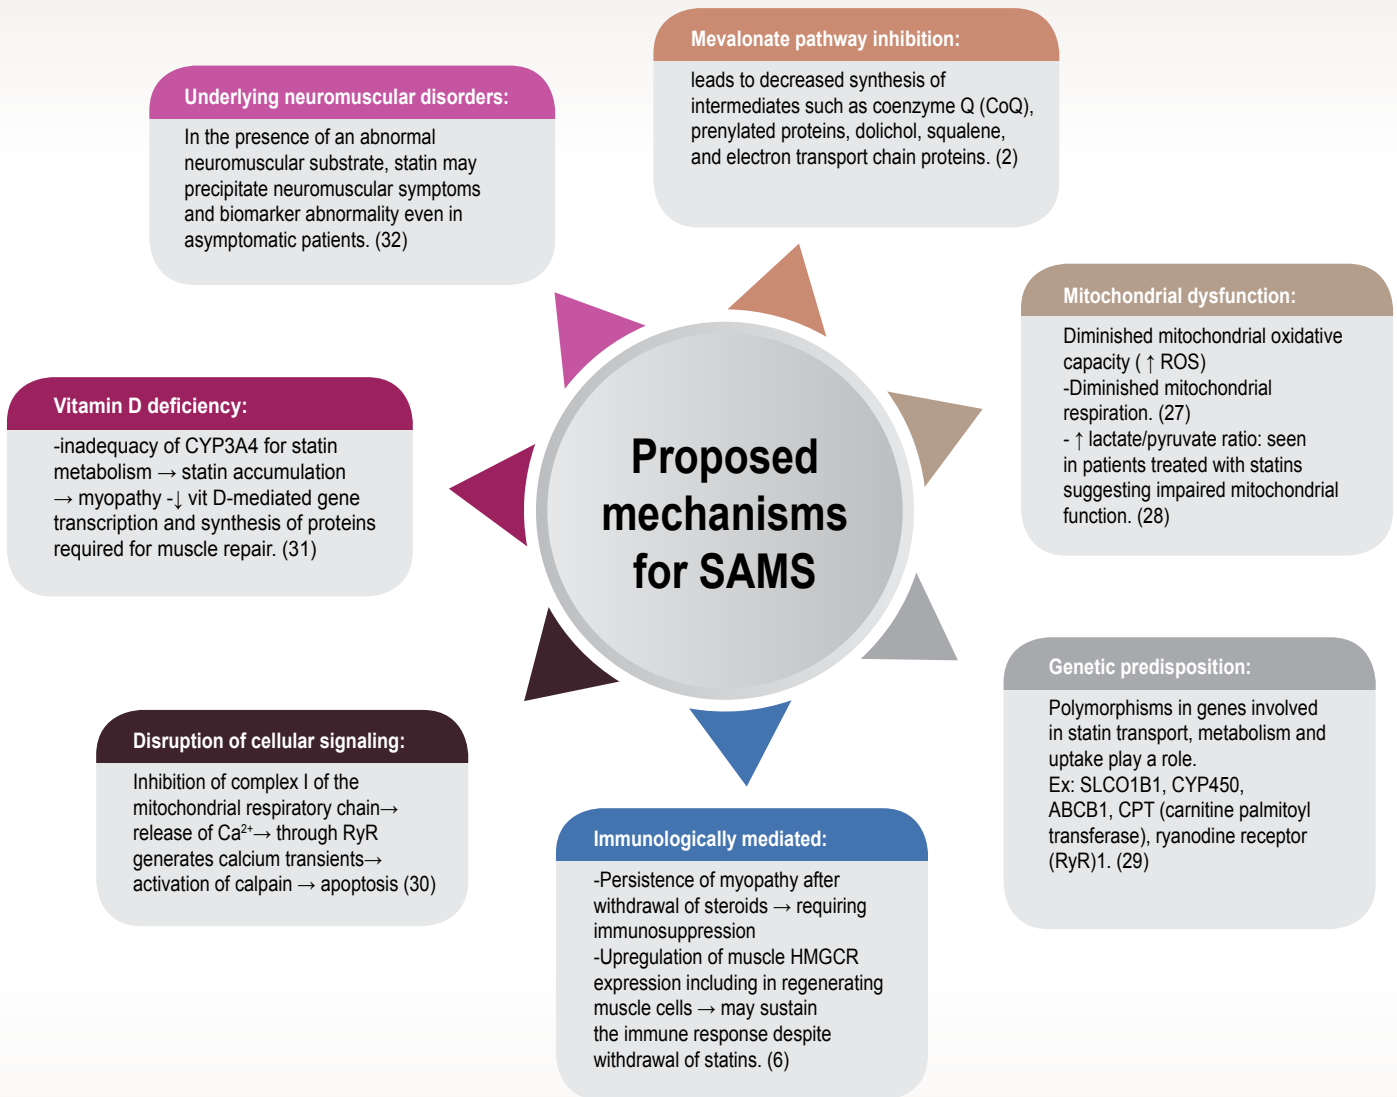 Mevalonate pathway inhibition:
leads to decreased synthesis of
intermediates such as coenzyme Q (CoQ),
prenylated proteins, dolichol, squalene,
and electron transport chain proteins. (2)
Underlying neuromuscular disorders:
In the presence of an abnormal
neuromuscular substrate, statin may
precipitate neuromuscular symptoms
and biomarker abnormality even in
asymptomatic patients. (32)
Mitochondrial dysfunction:
Diminished mitochondrial oxidative
capacity ( ↑ ROS)
-Diminished mitochondrial
respiration. (27)
- ↑ lactate/pyruvate ratio: seen
in patients treated with statins
suggesting impaired mitochondrial
function. (28)
Vitamin D deficiency:
-inadequacy of CYP3A4 for statin
metabolism → statin accumulation
→ myopathy -↓ vit D-mediated gene
transcription and synthesis of proteins
required for muscle repair. (31)
Proposed
mechanisms
for SAMS
Genetic predisposition:
Polymorphisms in genes involved
in statin transport, metabolism and
uptake play a role.
Ex: SLCO1B1, CYP450,
ABCB1, CPT (carnitine palmitoyl
transferase), ryanodine receptor
(RyR)1. (29)
Disruption of cellular signaling:
Inhibition of complex I of the
mitochondrial respiratory chain→
release of Ca²⁺→ through RyR
generates calcium transients→
activation of calpain → apoptosis (30)
Immunologically mediated:
-Persistence of myopathy after
withdrawal of steroids → requiring
immunosuppression
-Upregulation of muscle HMGCR
expression including in regenerating
muscle cells → may sustain
the immune response despite
withdrawal of statins. (6)